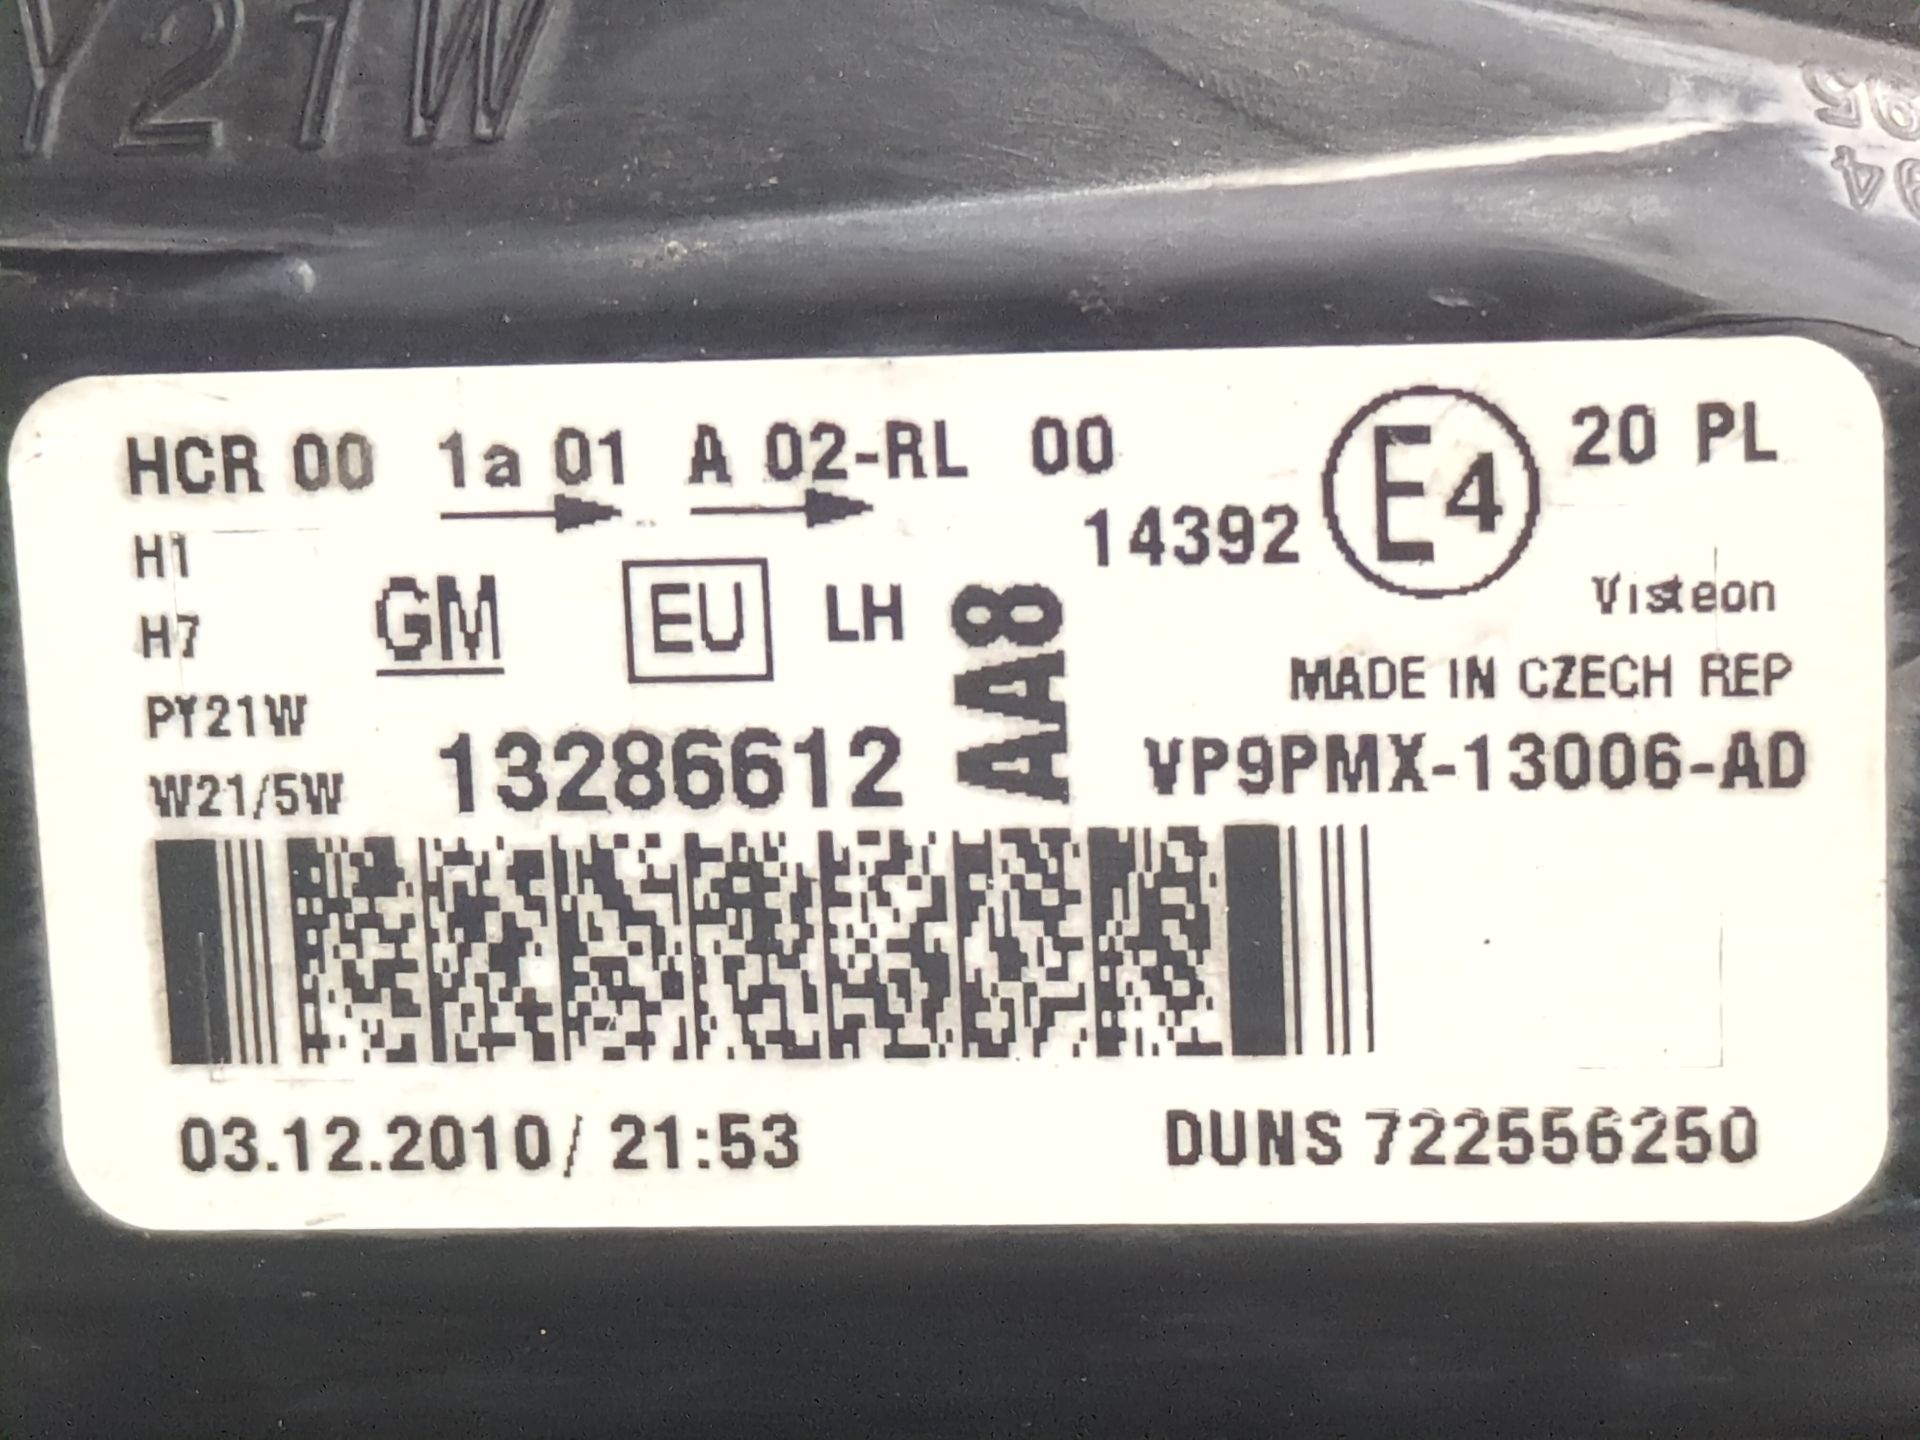 Y21W
HCR 00 1a 01 A 02-RL 00 E4 20 PL
14392
H1
H7
GM EU LH AA8 Visteon
MADE IN CZECH REP
PY21W
W21/5W 13286612 VP9PMX-13006-AD
03.12.2010/ 21:53 DUNS 722556250